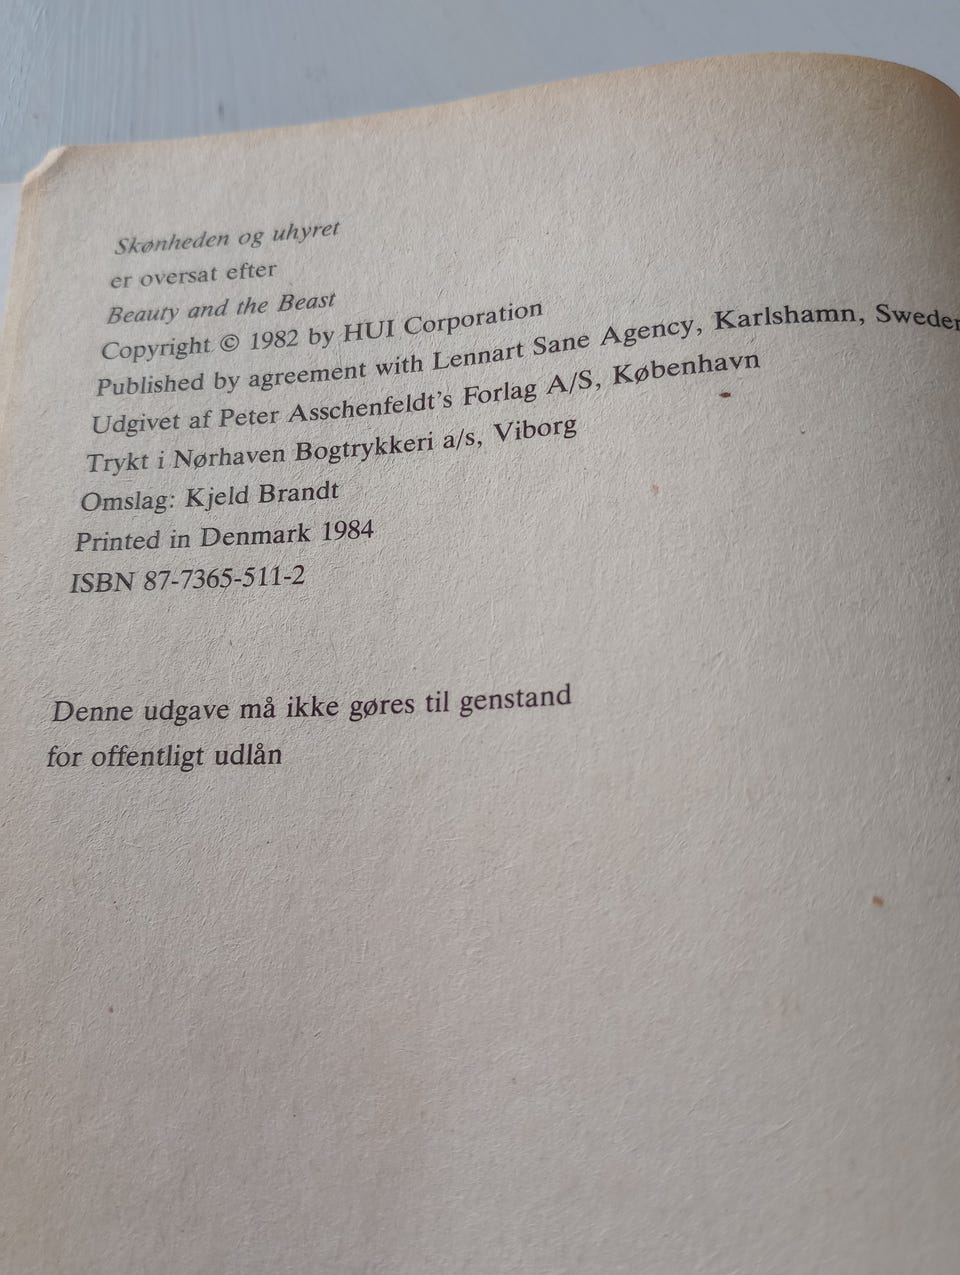 Skønheden og uhyret
er oversat efter
Beauty and the Beast
Copyright © 1982 by HUI Corporation
Published by agreement with Lennart Sane Agency, Karlshamn, Sweden
Udgivet af Peter Asschenfeldt's Forlag A/S, København
Trykt i Nørhaven Bogtrykkeri a/s, Viborg
Omslag: Kjeld Brandt
Printed in Denmark 1984
ISBN 87-7365-511-2
Denne udgave må ikke gøres til genstand
for offentligt udlån